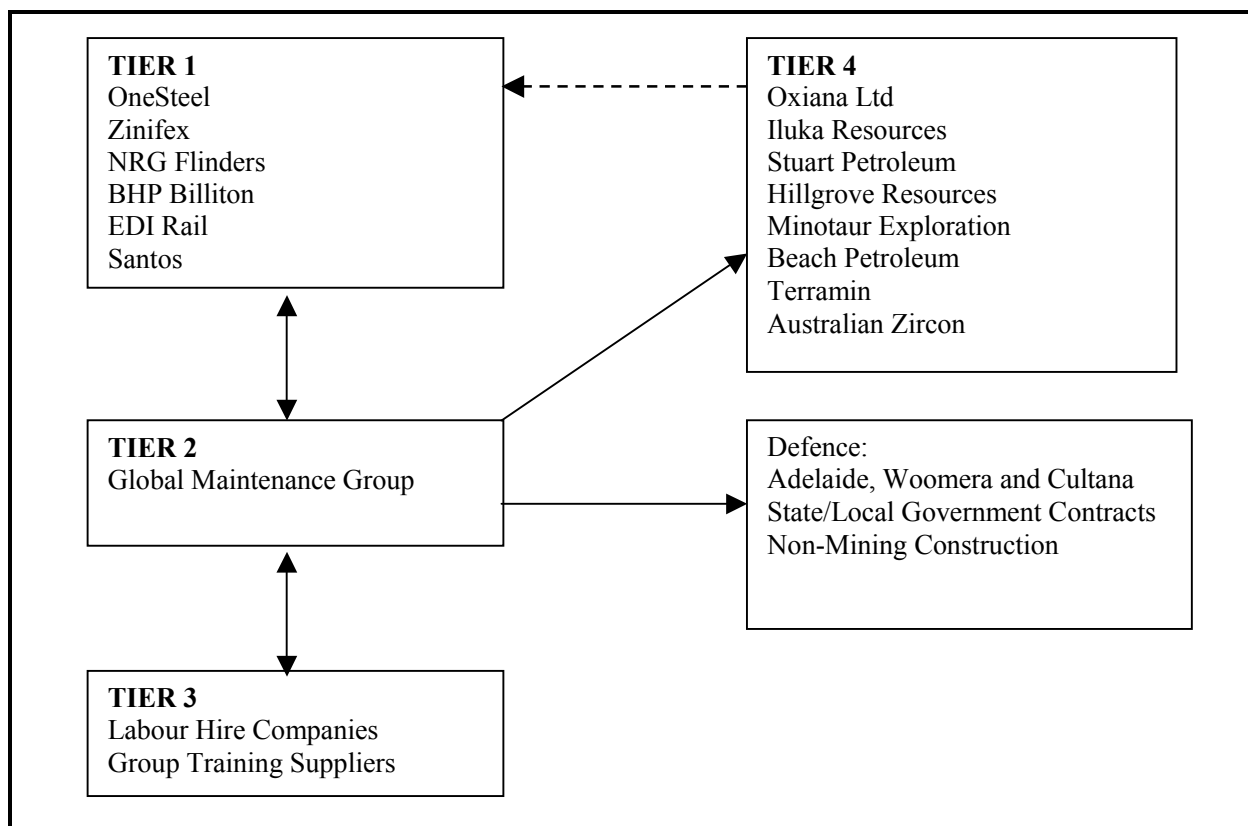 TIER 1
OneSteel
Zinifex
NRG Flinders
BHP Billiton
EDI Rail
Santos
TIER 4
Oxiana Ltd
Iluka Resources
Stuart Petroleum
Hillgrove Resources
Minotaur Exploration
Beach Petroleum
Terramin
Australian Zircon
TIER 2
Global Maintenance Group
Defence:
Adelaide, Woomera and Cultana
State/Local Government Contracts
Non-Mining Construction
TIER 3
Labour Hire Companies
Group Training Suppliers